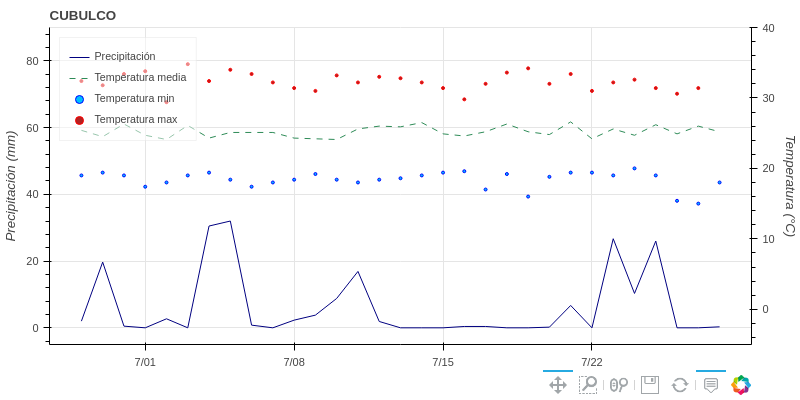 CUBULCO
Precipitación
Temperatura media
Temperatura min
Temperatura max
80
60
40
20
0
Precipitación (mm)
40
30
20
10
0
Temperatura (°C)
7/01
7/08
7/15
7/22